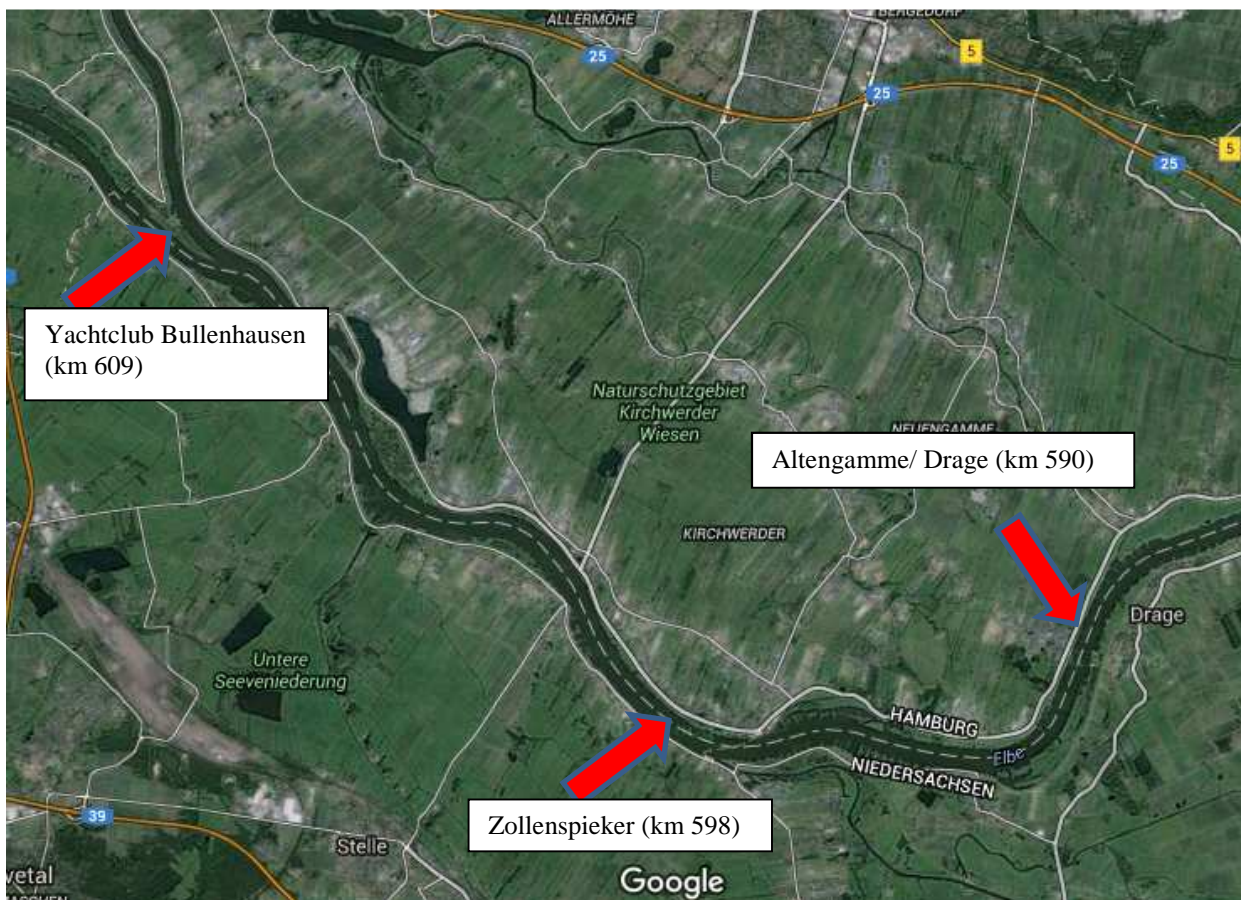 ALLERMÖHE
BERGEDORF
5
25
25
5
25
Yachtclub Bullenhausen
(km 609)
Naturschutzgebiet
Kirchwerder
Wiesen
NEUENGAMME
Altengamme/ Drage (km 590)
KIRCHWERDER
Drage
Untere
Seeveniederung
HAMBURG
Elbe
NIEDERSACHSEN
39
Zollenspieker (km 598)
Stelle
Google
vetal